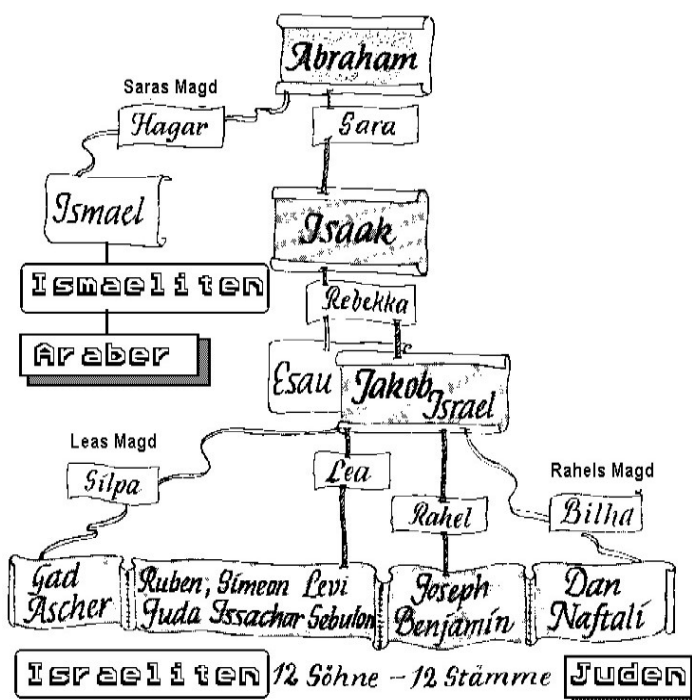 Abraham
Saras Magd
Hagar
Sara
Ismael
Isaak
Ismaeliten
Rebekka
Araber
Esau
Jakob
Israel
Leas Magd
Silpa
Lea
Rahels Magd
Rahel
Bilha
Gad
Ascher
Ruben, Simeon Levi
Juda Issachar Sebulon
Joseph
Benjamin
Dan
Naftali
Israeliten 12 Söhne - 12 Stämme Juden